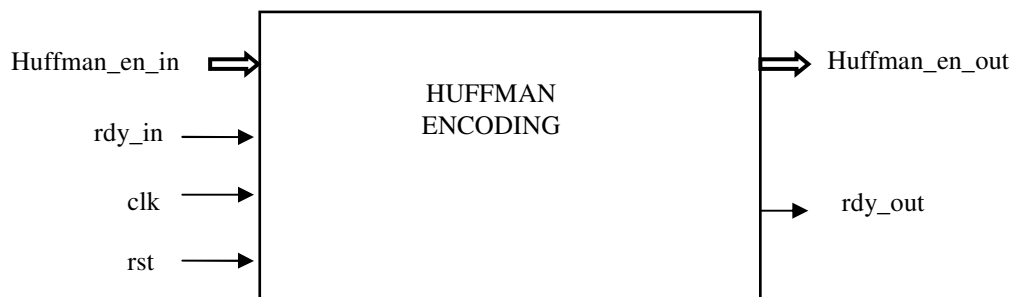 Huffman_en_in
Huffman_en_out
HUFFMAN
ENCODING
rdy_in
clk
rdy_out
rst